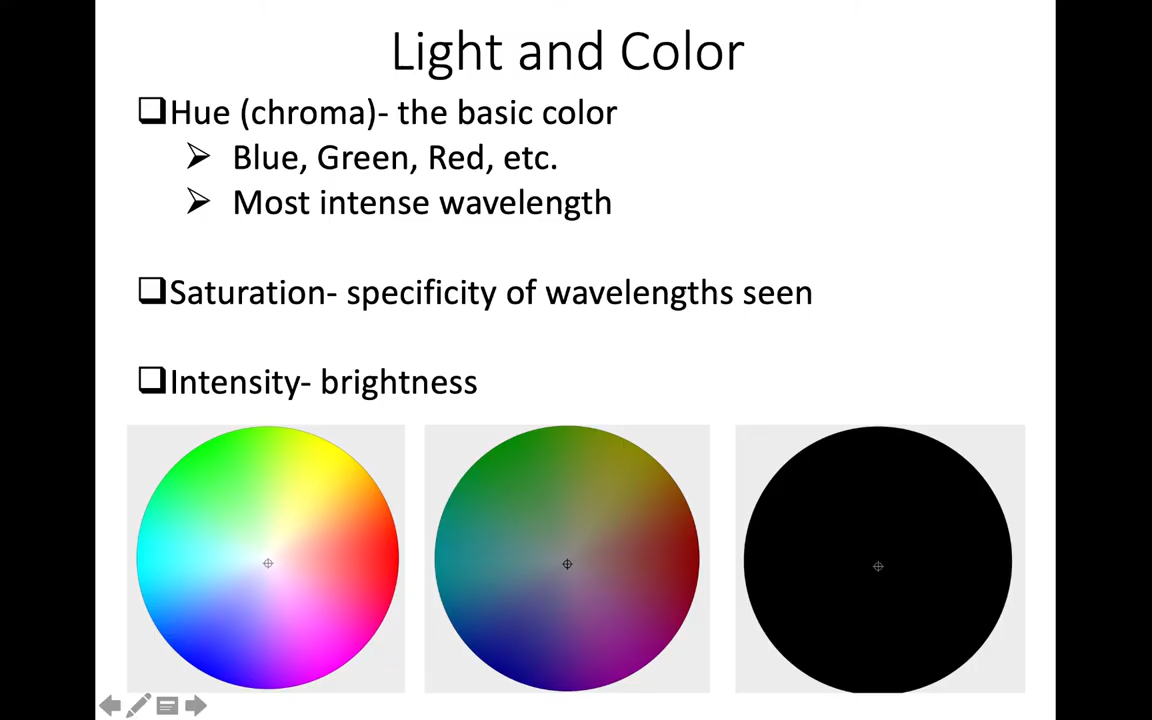 Light and Color
Hue (chroma)- the basic color
Blue, Green, Red, etc.
Most intense wavelength
Saturation- specificity of wavelengths seen
Intensity- brightness